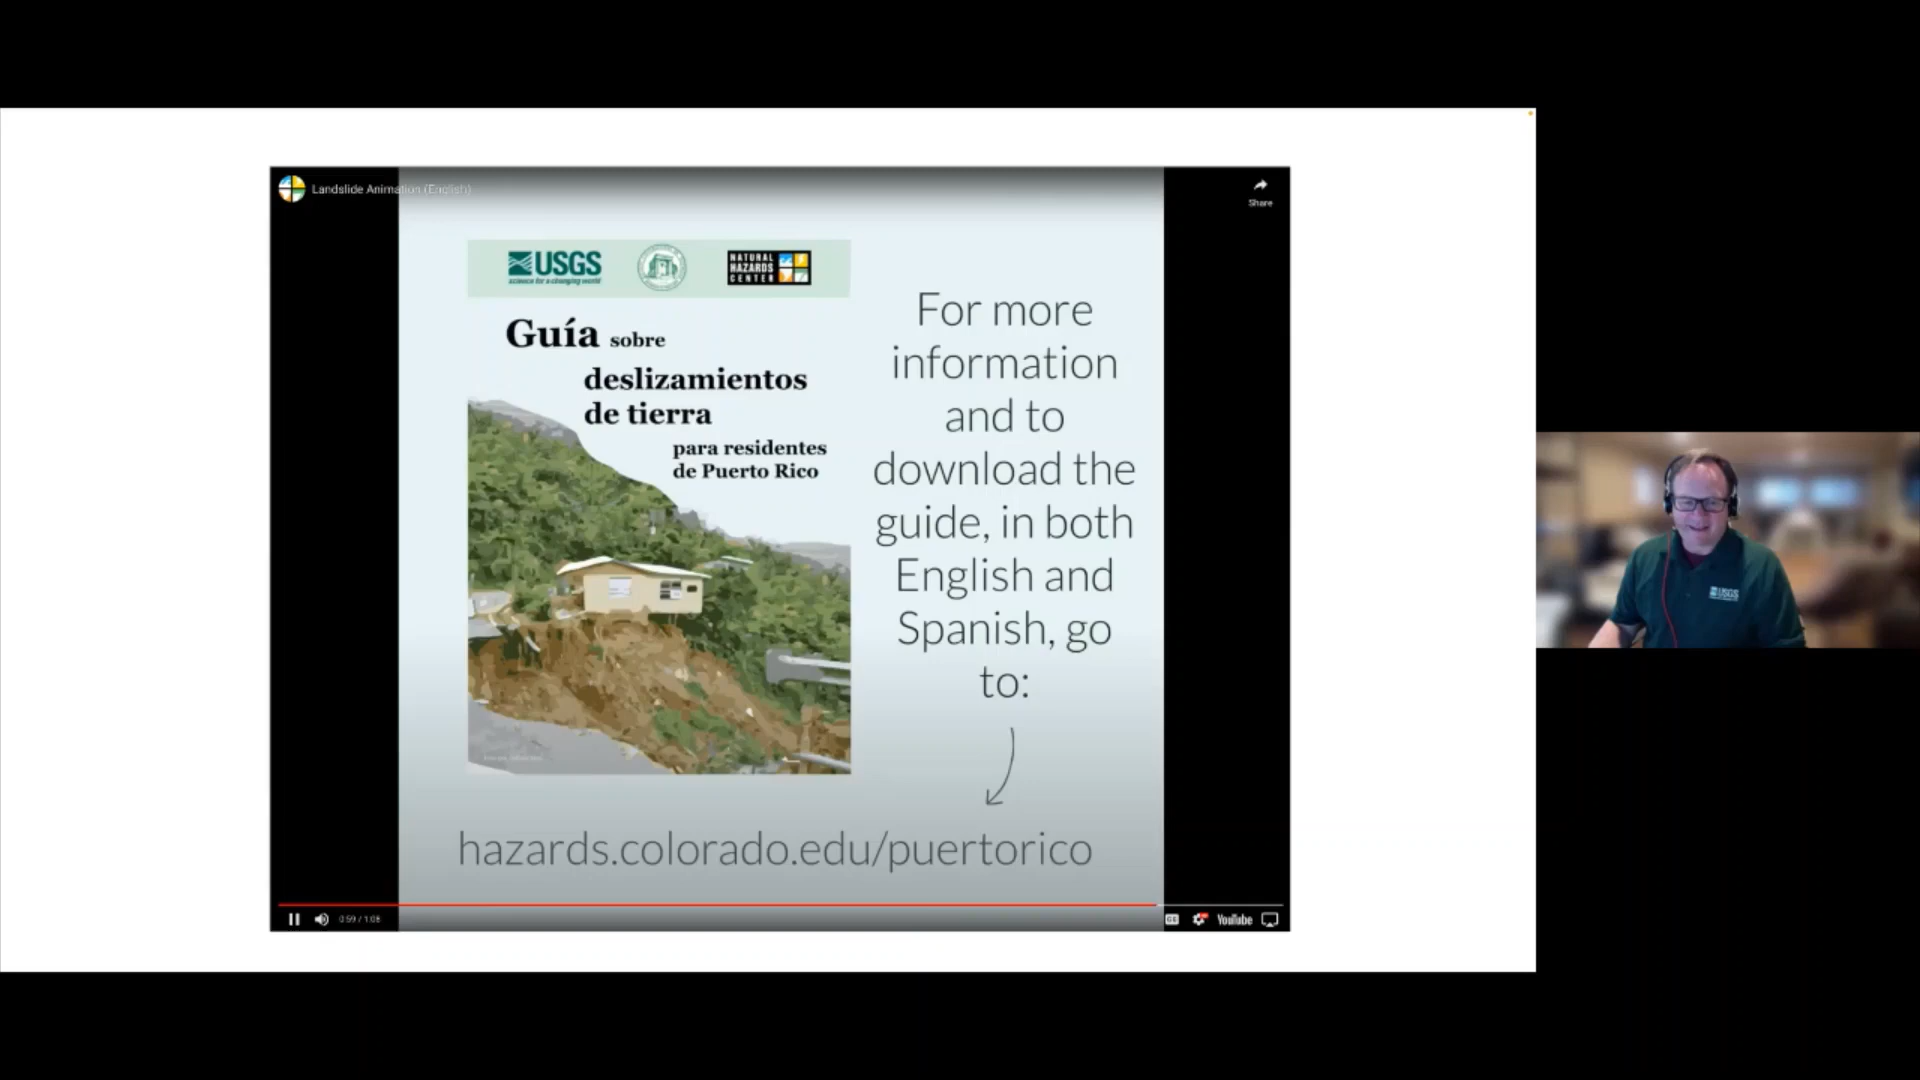 Landslide Animation (English)
Share
USGS
science for a changing world
NATURAL
HAZARDS
CENTER
Guía sobre
deslizamientos
de tierra
para residentes
de Puerto Rico
For more
information
and to
download the
guide, in both
English and
Spanish, go
to:
hazards.colorado.edu/puertorico
0:59 / 1:08
CC
YouTube
USGS